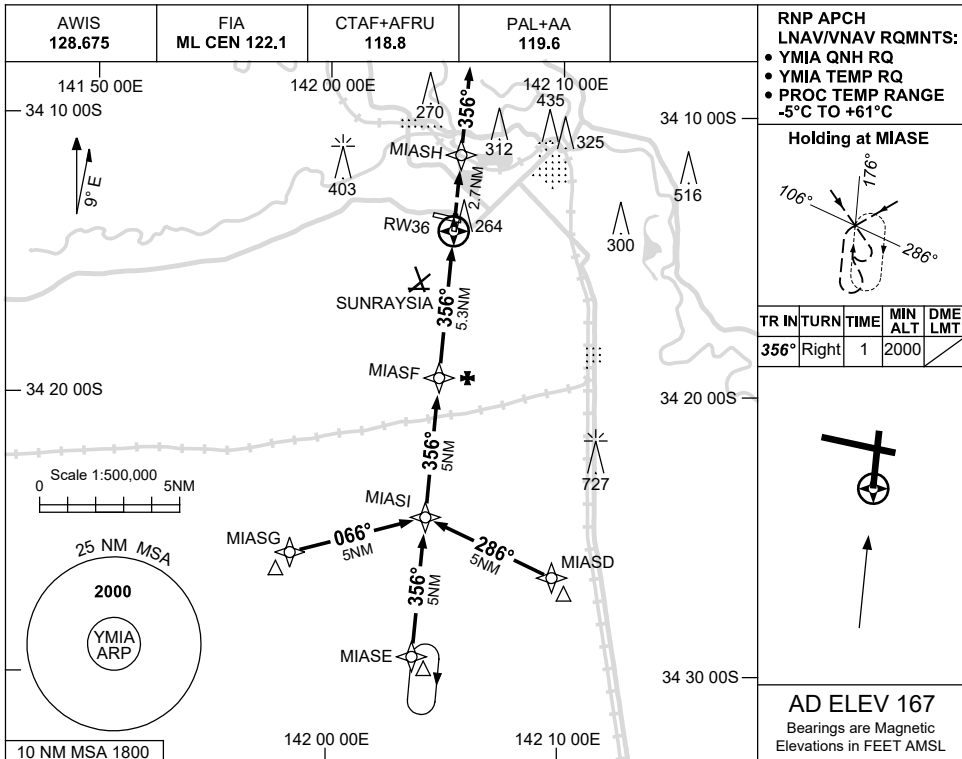 AWIS
128.675
FIA
ML CEN 122.1
CTAF+AFRU
118.8
PAL+AA
119.6
RNP APCH
LNAV/VNAV RQMNTS:
• YMIA QNH RQ
• YMIA TEMP RQ
• PROC TEMP RANGE
-5°C TO +61°C
141 50 00E
142 00 00E
142 10 00E
34 10 00S
34 10 00S
9° E
356°
270
435
312
325
403
MIASH
2.7NM
516
RW36
264
300
SUNRAYSIA
356°
5.3NM
MIASF
34 20 00S
34 20 00S
356°
5NM
727
Scale 1:500,000
0
5NM
MIASI
MIASG
066°
5NM
286°
5NM
MIASD
356°
5NM
MIASE
25 NM MSA
2000
YMIA
ARP
10 NM MSA 1800
34 30 00S
142 00 00E
142 10 00E
Holding at MIASE
176°
106°
286°
TR IN
TURN
TIME
MIN
ALT
DME
LMT
356°
Right
1
2000
AD ELEV 167
Bearings are Magnetic
Elevations in FEET AMSL